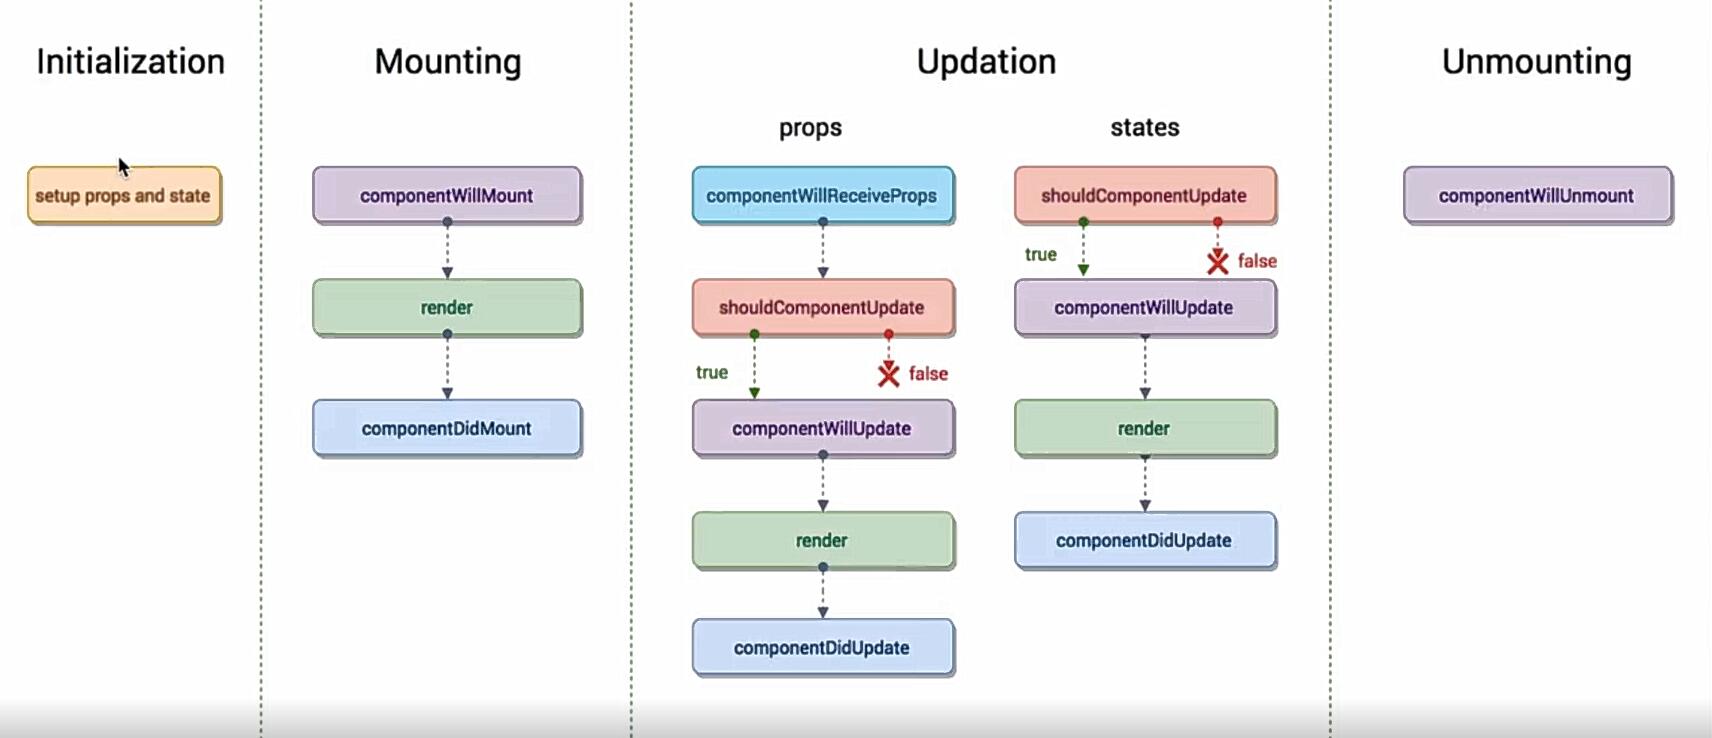 Initialization
Mounting
Updation
Unmounting
props
states
setup props and state
componentWillMount
render
componentDidMount
componentWillReceiveProps
shouldComponentUpdate
true
false
componentWillUpdate
render
componentDidUpdate
shouldComponentUpdate
true
false
componentWillUpdate
render
componentDidUpdate
componentWillUnmount